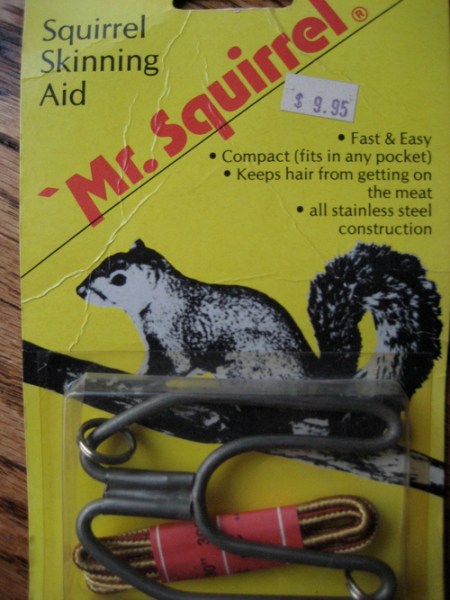 Squirrel
Skinning
Aid
Mr. Squirrel®
$ 9.95
• Fast & Easy
• Compact (fits in any pocket)
• Keeps hair from getting on
the meat
• all stainless steel
construction